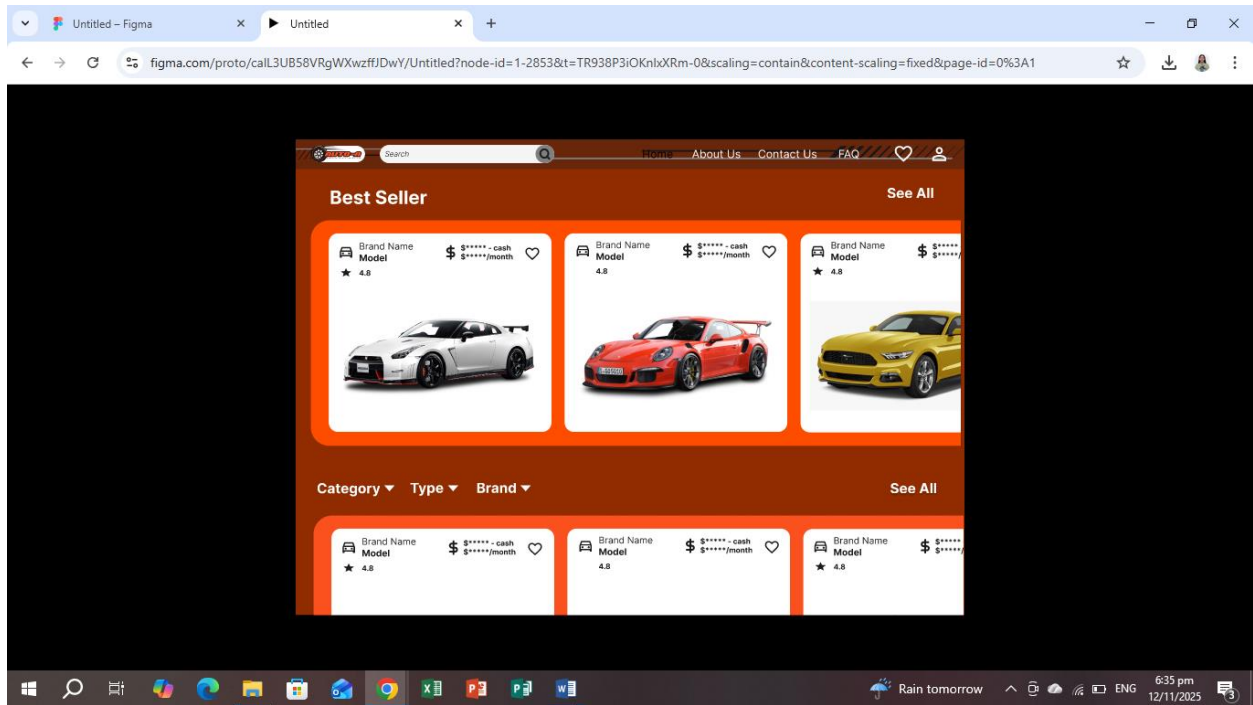 Untitled – Figma
Untitled
figma.com/proto/calL3UB58VRgWXwzffJDwY/Untitled?node-id=1-2853&t=TR938P3iOKnlxXRm-0&scaling=contain&content-scaling=fixed&page-id=0%3A1
AUTO-A Search Home About Us Contact Us FAQ
Best Seller See All
Brand Name $ $***** - cash Brand Name $ $***** - cash Brand Name $ $*****
Model $*****/month Model $*****/month Model $*****/
4.8 4.8 4.8
Category Type Brand See All
Brand Name $ $***** - cash Brand Name $ $***** - cash Brand Name $ $*****
Model $*****/month Model $*****/month Model $*****/
4.8 4.8 4.8
Rain tomorrow ENG 6:35 pm
12/11/2025 3